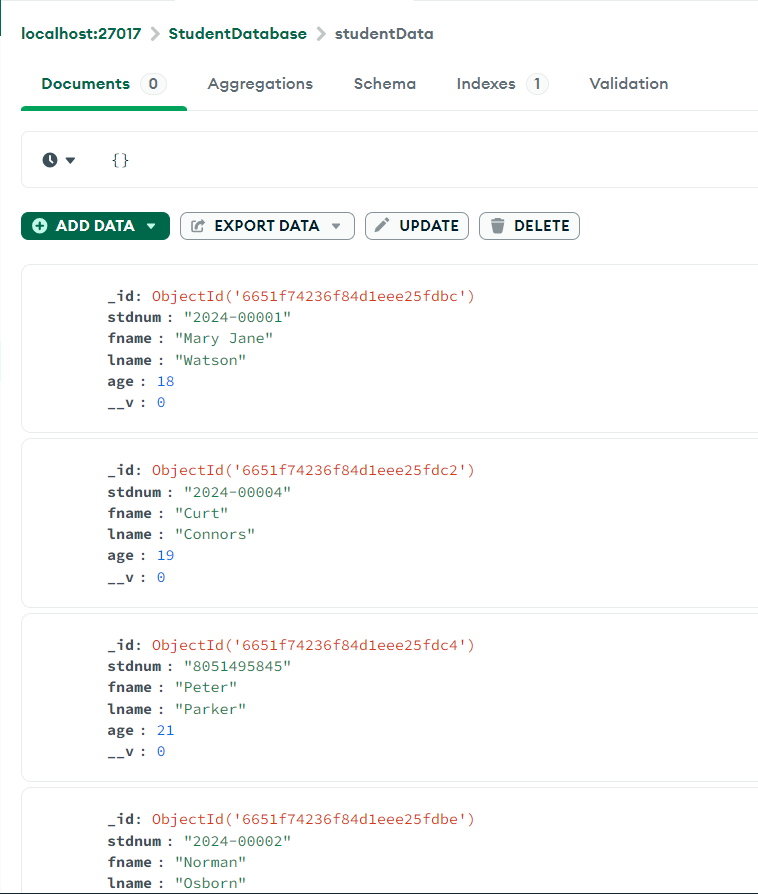 localhost:27017 > StudentDatabase > studentData
Documents 0 Aggregations Schema Indexes 1 Validation
{}
ADD DATA EXPORT DATA UPDATE DELETE
_id: ObjectId('6651f74236f84d1eee25fdbc')
stdnum : "2024-00001"
fname : "Mary Jane"
lname : "Watson"
age : 18
__v : 0
_id: ObjectId('6651f74236f84d1eee25fdc2')
stdnum : "2024-00004"
fname : "Curt"
lname : "Connors"
age : 19
__v : 0
_id: ObjectId('6651f74236f84d1eee25fdc4')
stdnum : "8051495845"
fname : "Peter"
lname : "Parker"
age : 21
__v : 0
_id: ObjectId('6651f74236f84d1eee25fdbe')
stdnum : "2024-00002"
fname : "Norman"
lname : "Osborn"